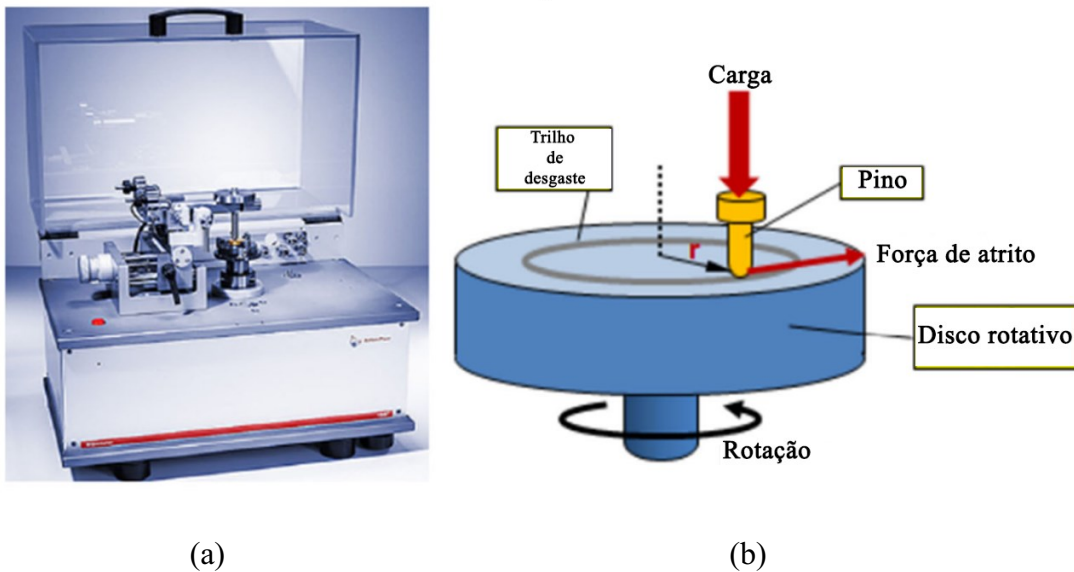 Carga
Trilho
de
desgaste
Pino
r
Força de atrito
Disco rotativo
Rotação
(a)
(b)